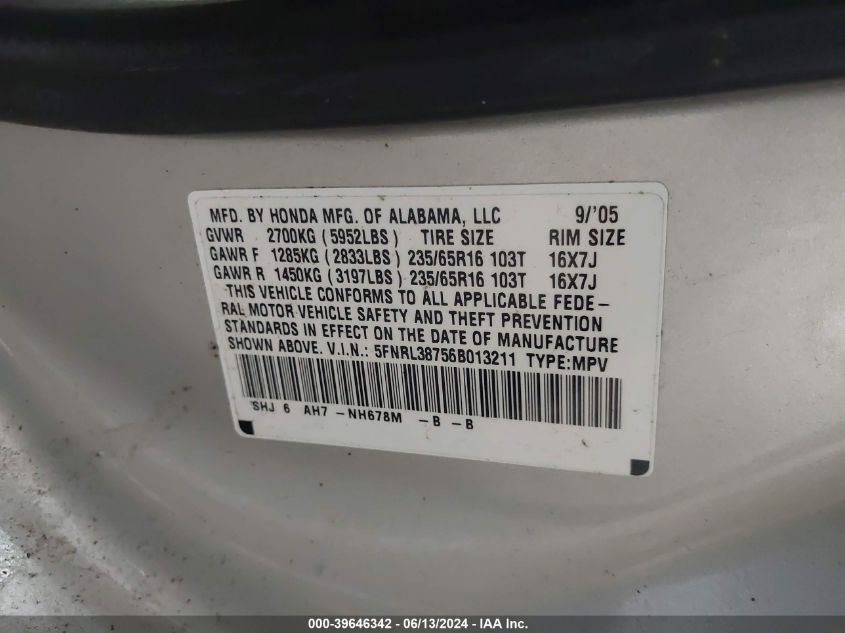 MFD. BY HONDA MFG. OF ALABAMA, LLC 9/'05
GVWR 2700KG (5952LBS) TIRE SIZE RIM SIZE
GAWR F 1285KG (2833LBS) 235/65R16 103T 16X7J
GAWR R 1450KG (3197LBS) 235/65R16 103T 16X7J
THIS VEHICLE CONFORMS TO ALL APPLICABLE FEDE-
RAL MOTOR VEHICLE SAFETY AND THEFT PREVENTION
STANDARDS IN EFFECT ON THE DATE OF MANUFACTURE
SHOWN ABOVE. V.I.N.: 5FNRL38756B013211 TYPE:MPV
SHJ 6 AH7 -NH678M -B -B
000-39646342 - 06/13/2024 - IAA Inc.